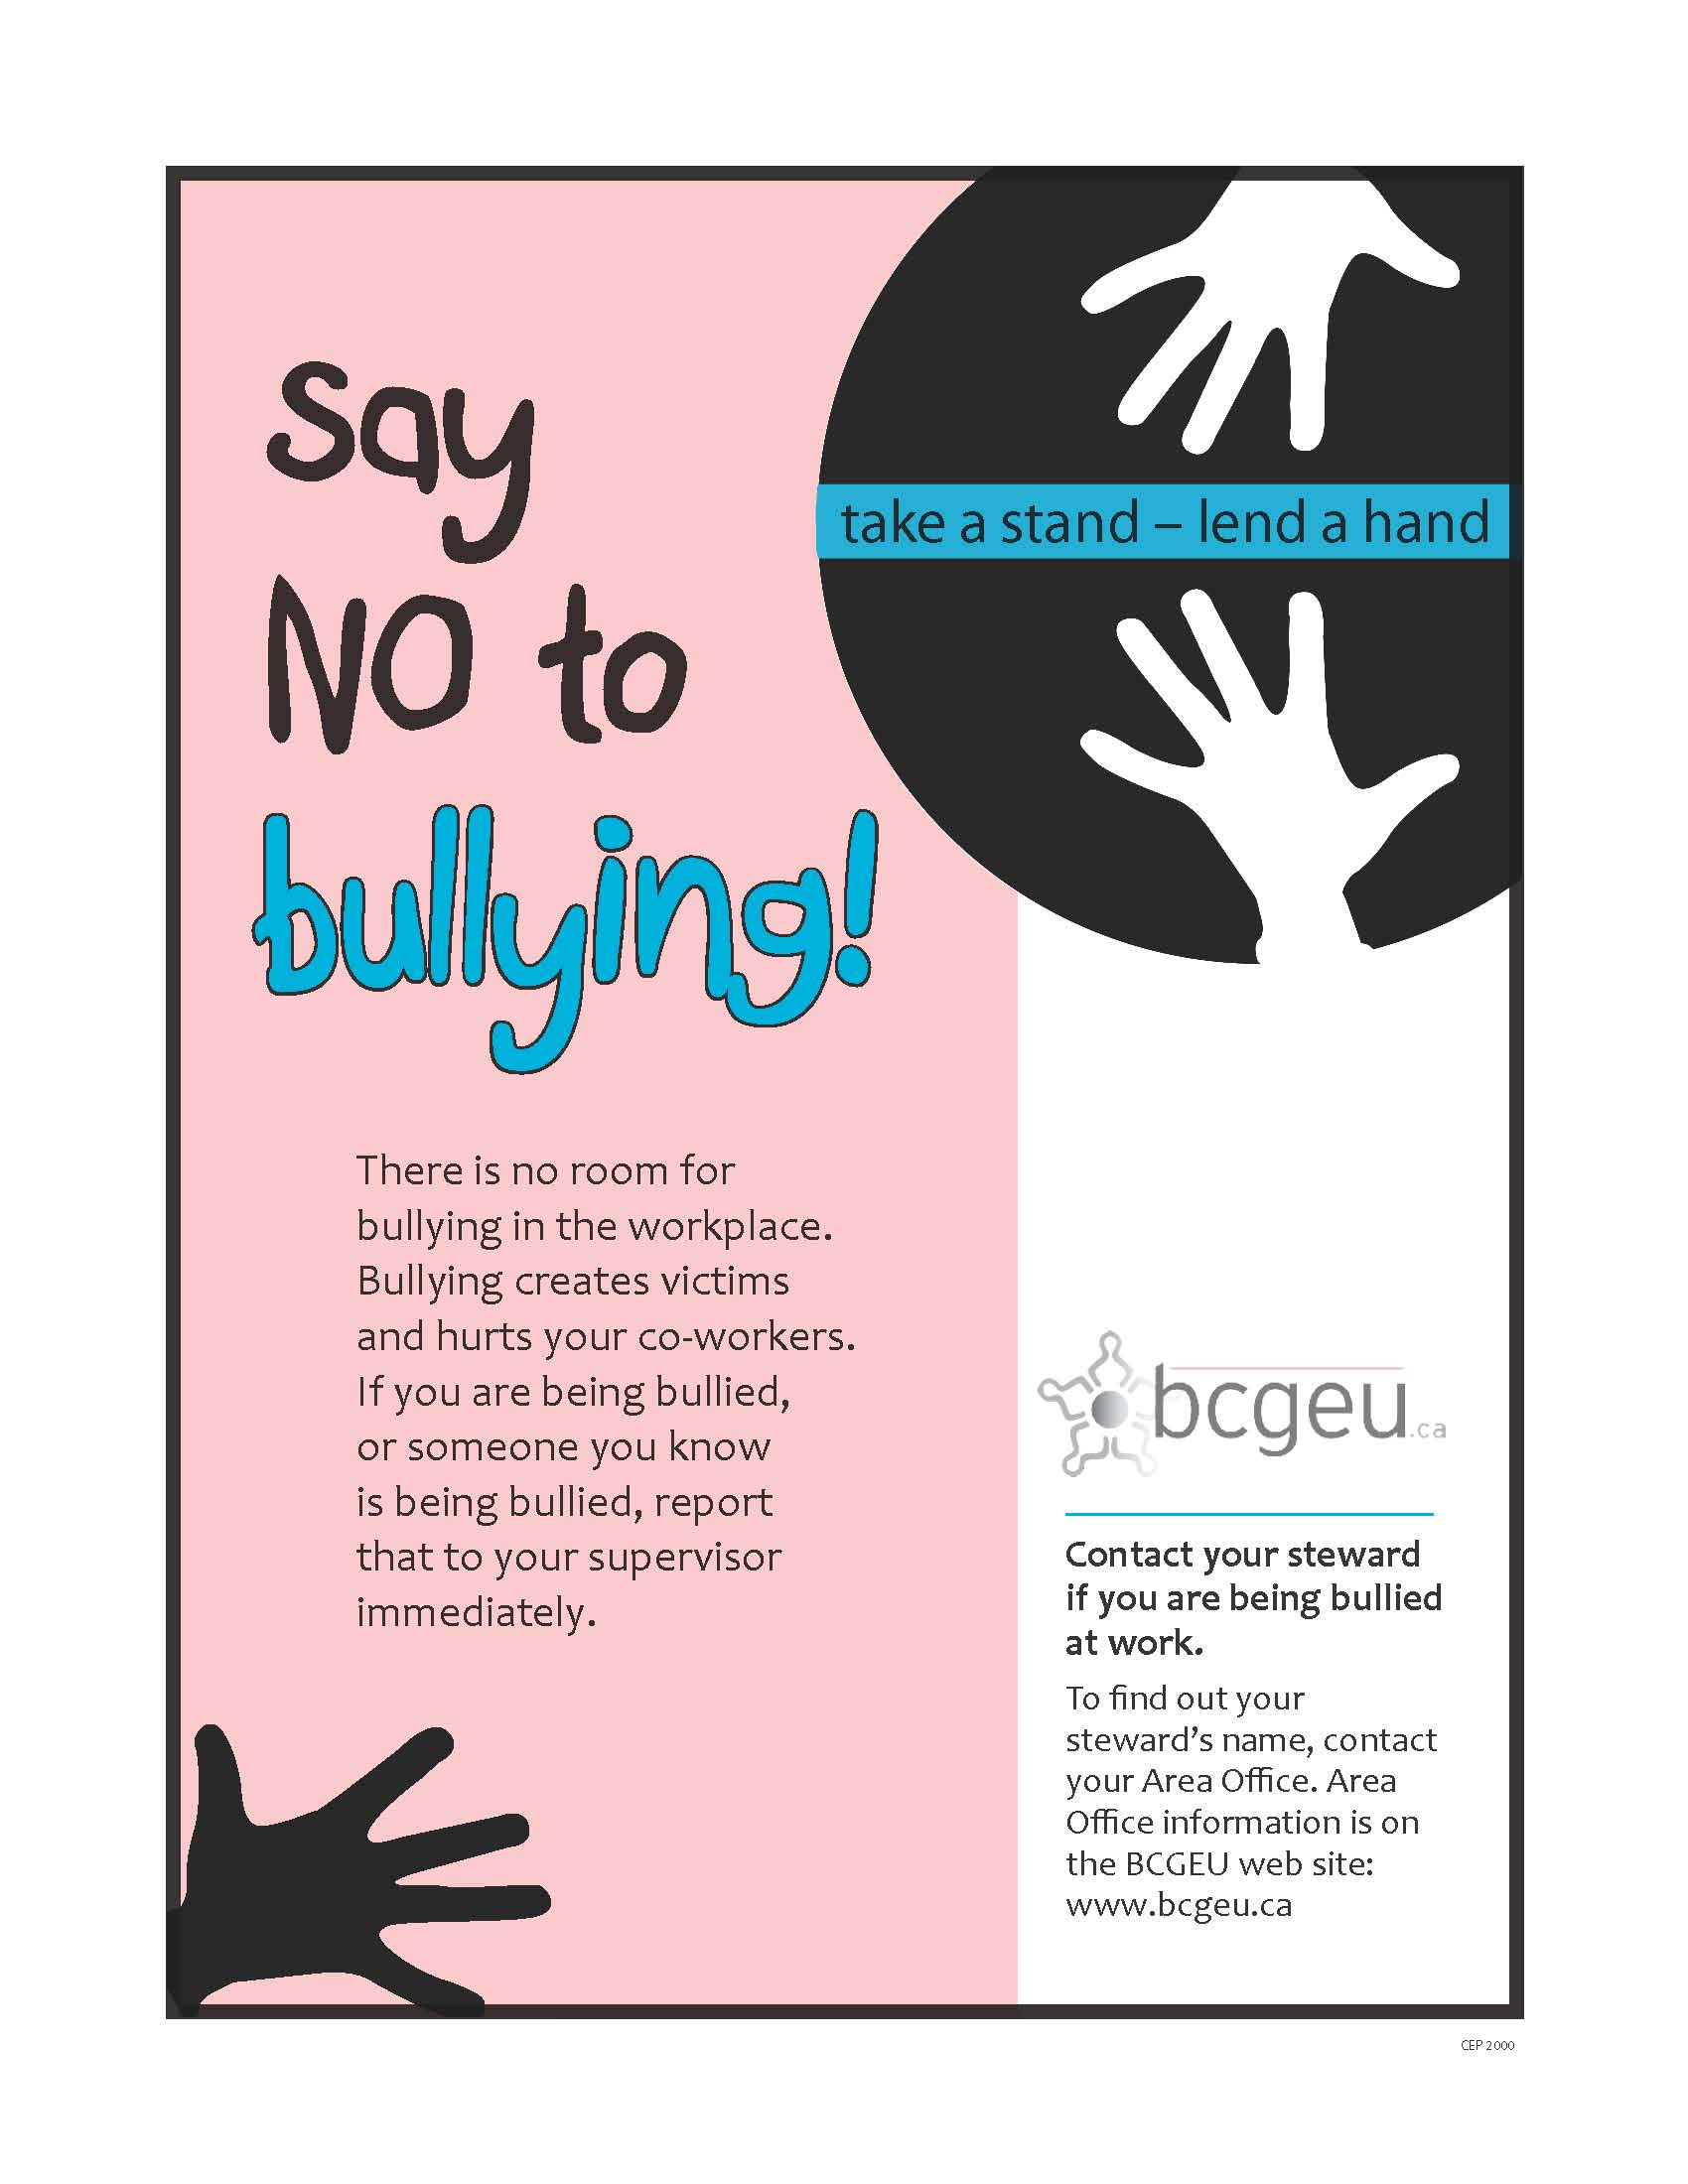 say
NO to
bullying!
take a stand – lend a hand
There is no room for
bullying in the workplace.
Bullying creates victims
and hurts your co-workers.
If you are being bullied,
or someone you know
is being bullied, report
that to your supervisor
immediately.
bcgeu.ca
Contact your steward
if you are being bullied
at work.
To find out your
steward’s name, contact
your Area Office. Area
Office information is on
the BCGEU web site:
www.bcgeu.ca
CEP 2000